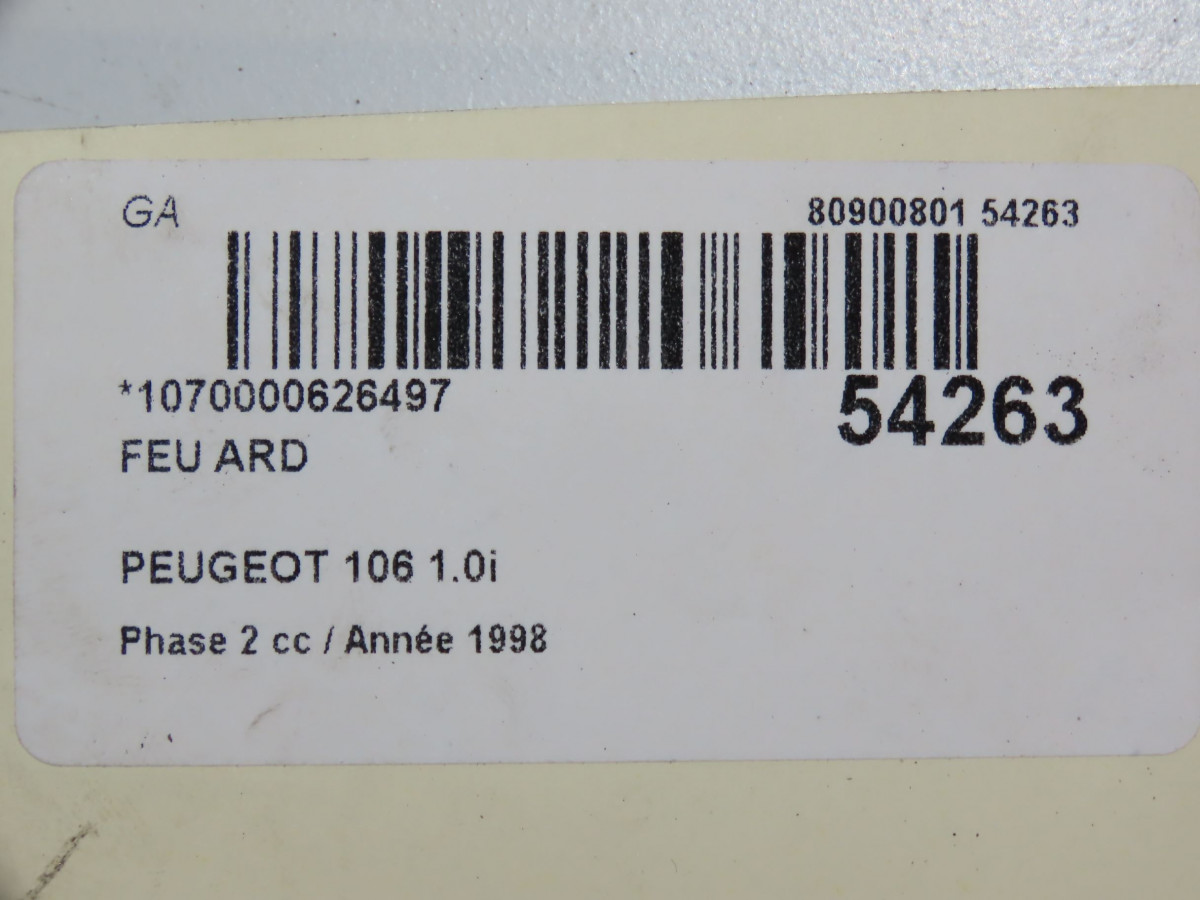 GA
80900801 54263
*1070000626497
54263
FEU ARD
PEUGEOT 106 1.0i
Phase 2 cc / Année 1998